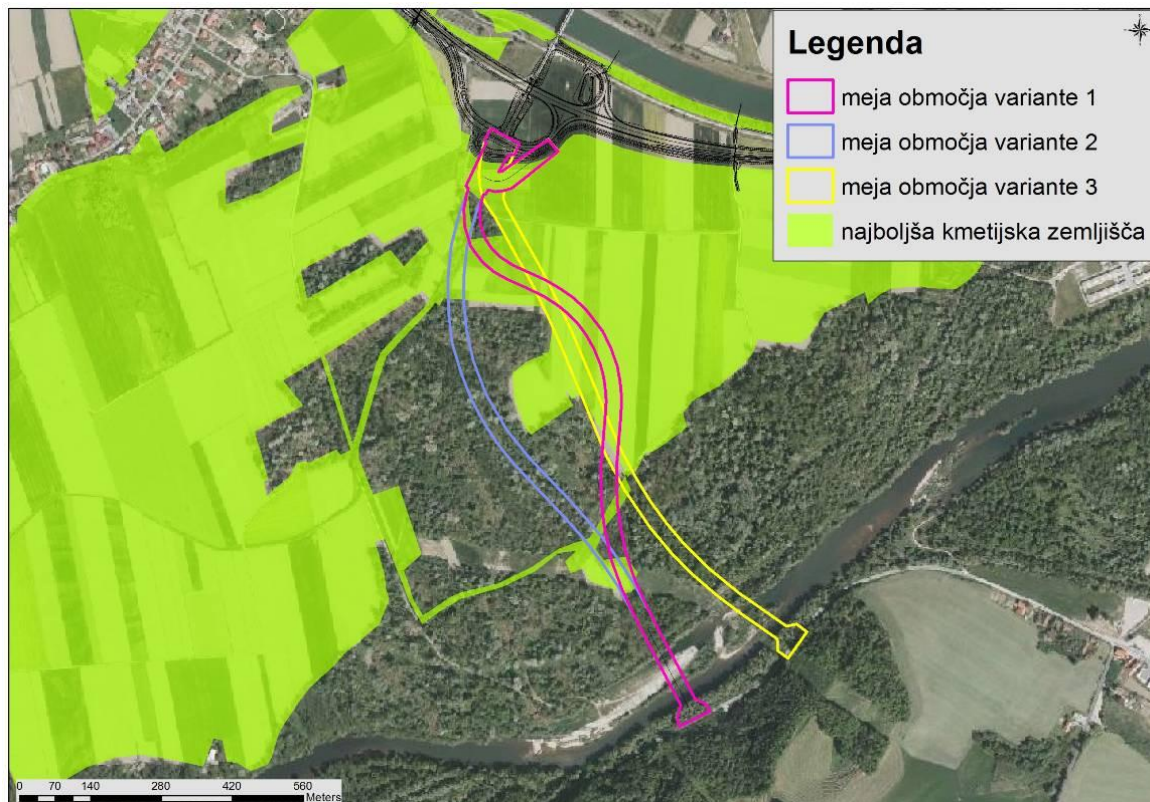 Legenda
meja območja variante 1
meja območja variante 2
meja območja variante 3
najboljša kmetijska zemljišča
0 70 140 280 420 560
Meters